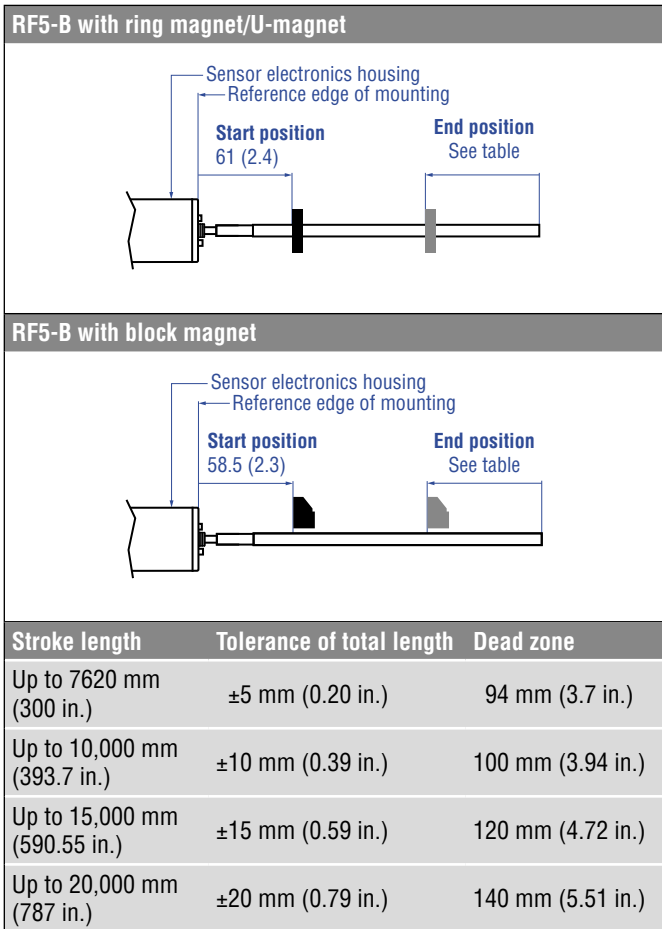 RF5-B with ring magnet/U-magnet
Sensor electronics housing
Reference edge of mounting
Start position
61 (2.4)
End position
See table
RF5-B with block magnet
Sensor electronics housing
Reference edge of mounting
Start position
58.5 (2.3)
End position
See table
Stroke length Tolerance of total length Dead zone
Up to 7620 mm
(300 in.)
±5 mm (0.20 in.) 94 mm (3.7 in.)
Up to 10,000 mm
(393.7 in.)
±10 mm (0.39 in.) 100 mm (3.94 in.)
Up to 15,000 mm
(590.55 in.)
±15 mm (0.59 in.) 120 mm (4.72 in.)
Up to 20,000 mm
(787 in.)
±20 mm (0.79 in.) 140 mm (5.51 in.)